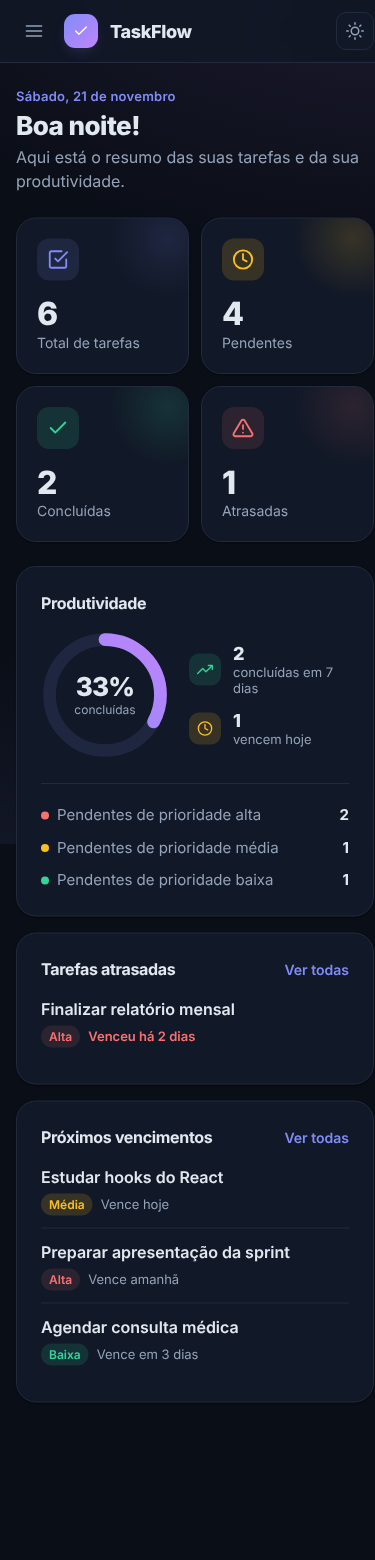 TaskFlow
Sábado, 21 de novembro
Boa noite!
Aqui está o resumo das suas tarefas e da sua
produtividade.
6
Total de tarefas
4
Pendentes
2
Concluídas
1
Atrasadas
Produtividade
33%
concluídas
2
concluídas em 7
dias
1
vencem hoje
Pendentes de prioridade alta 2
Pendentes de prioridade média 1
Pendentes de prioridade baixa 1
Tarefas atrasadas Ver todas
Finalizar relatório mensal
Alta Venceu há 2 dias
Próximos vencimentos Ver todas
Estudar hooks do React
Média Vence hoje
Preparar apresentação da sprint
Alta Vence amanhã
Agendar consulta médica
Baixa Vence em 3 dias